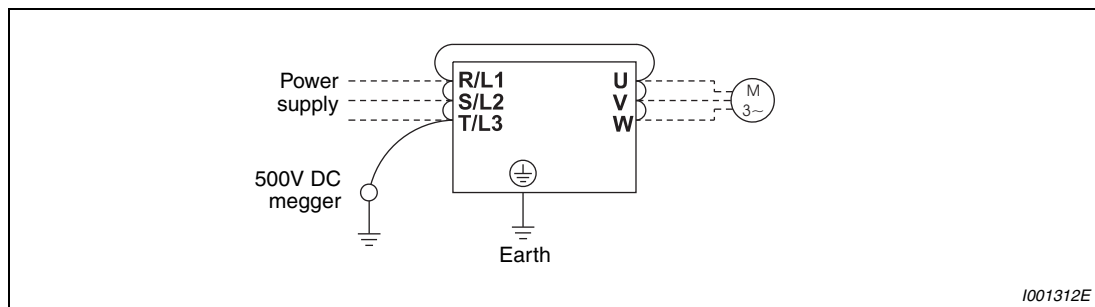 Power
supply
R/L1
S/L2
T/L3
U
V
W
M
3~
500V DC
megger
Earth
I001312E